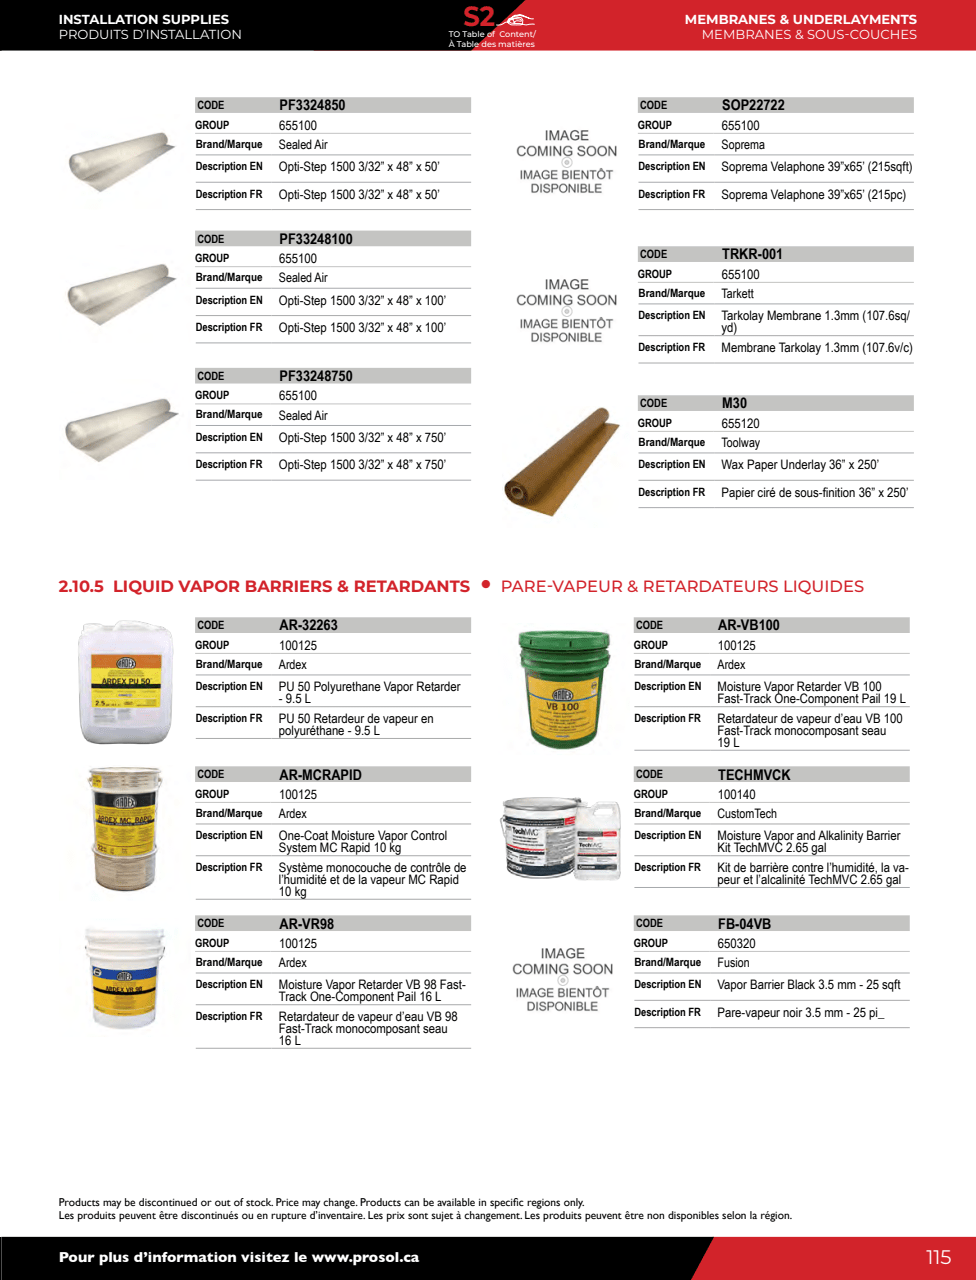 INSTALLATION SUPPLIES
PRODUITS D'INSTALLATION
S2
TO Table of Content/
À Table des matières
MEMBRANES & UNDERLAYMENTS
MEMBRANES & SOUS-COUCHES
CODE PF3324850
GROUP 655100
Brand/Marque Sealed Air
Description EN Opti-Step 1500 3/32" x 48" x 50'
Description FR Opti-Step 1500 3/32" x 48" x 50'
CODE PF33248100
GROUP 655100
Brand/Marque Sealed Air
Description EN Opti-Step 1500 3/32" x 48" x 100'
Description FR Opti-Step 1500 3/32" x 48" x 100'
CODE PF33248750
GROUP 655100
Brand/Marque Sealed Air
Description EN Opti-Step 1500 3/32" x 48" x 750'
Description FR Opti-Step 1500 3/32" x 48" x 750'
IMAGE
COMING SOON
IMAGE BIENTÔT
DISPONIBLE
CODE SOP22722
GROUP 655100
Brand/Marque Soprema
Description EN Soprema Velaphone 39"x65' (215sqft)
Description FR Soprema Velaphone 39"x65' (215pc)
IMAGE
COMING SOON
IMAGE BIENTÔT
DISPONIBLE
CODE TRKR-001
GROUP 655100
Brand/Marque Tarkett
Description EN Tarkolay Membrane 1.3mm (107.6sq/
yd)
Description FR Membrane Tarkolay 1.3mm (107.6v/c)
CODE M30
GROUP 655120
Brand/Marque Toolway
Description EN Wax Paper Underlay 36" x 250'
Description FR Papier ciré de sous-finition 36" x 250'
2.10.5 LIQUID VAPOR BARRIERS & RETARDANTS • PARE-VAPEUR & RETARDATEURS LIQUIDES
ARDEX
ARDEX PU 50
2.5
CODE AR-32263
GROUP 100125
Brand/Marque Ardex
Description EN PU 50 Polyurethane Vapor Retarder
- 9.5 L
Description FR PU 50 Retardeur de vapeur en
polyuréthane - 9.5 L
ARDEX
ARDEX MC RAPID
CODE AR-MCRAPID
GROUP 100125
Brand/Marque Ardex
Description EN One-Coat Moisture Vapor Control
System MC Rapid 10 kg
Description FR Système monocouche de contrôle de
l'humidité et de la vapeur MC Rapid
10 kg
ARDEX
ARDEX VR 98
CODE AR-VR98
GROUP 100125
Brand/Marque Ardex
Description EN Moisture Vapor Retarder VB 98 Fast-
Track One-Component Pail 16 L
Description FR Retardateur de vapeur d'eau VB 98
Fast-Track monocomposant seau
16 L
ARDEX
VB 100
CODE AR-VB100
GROUP 100125
Brand/Marque Ardex
Description EN Moisture Vapor Retarder VB 100
Fast-Track One-Component Pail 19 L
Description FR Retardateur de vapeur d'eau VB 100
Fast-Track monocomposant seau
19 L
TechMVC
TechMVC
CODE TECHMVCK
GROUP 100140
Brand/Marque CustomTech
Description EN Moisture Vapor and Alkalinity Barrier
Kit TechMVC 2.65 gal
Description FR Kit de barrière contre l'humidité, la va-
peur et l'alcalinité TechMVC 2.65 gal
IMAGE
COMING SOON
IMAGE BIENTÔT
DISPONIBLE
CODE FB-04VB
GROUP 650320
Brand/Marque Fusion
Description EN Vapor Barrier Black 3.5 mm - 25 sqft
Description FR Pare-vapeur noir 3.5 mm - 25 pi_
Products may be discontinued or out of stock. Price may change. Products can be available in specific regions only.
Les produits peuvent être discontinués ou en rupture d'inventaire. Les prix sont sujet à changement. Les produits peuvent être non disponibles selon la région.
Pour plus d'information visitez le www.prosol.ca
115